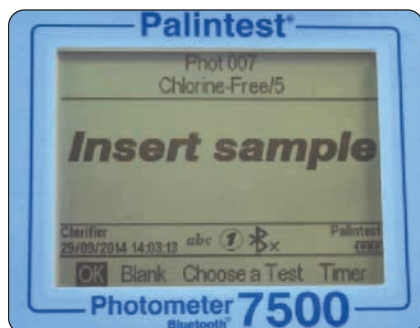 Palintest®
Phot 007
Chlorine-Free/5
Insert sample
Clarifier abc 1 Palintest
29/09/2014 14:03:13
OK Blank Choose a Test Timer
Photometer 7500
Bluetooth®